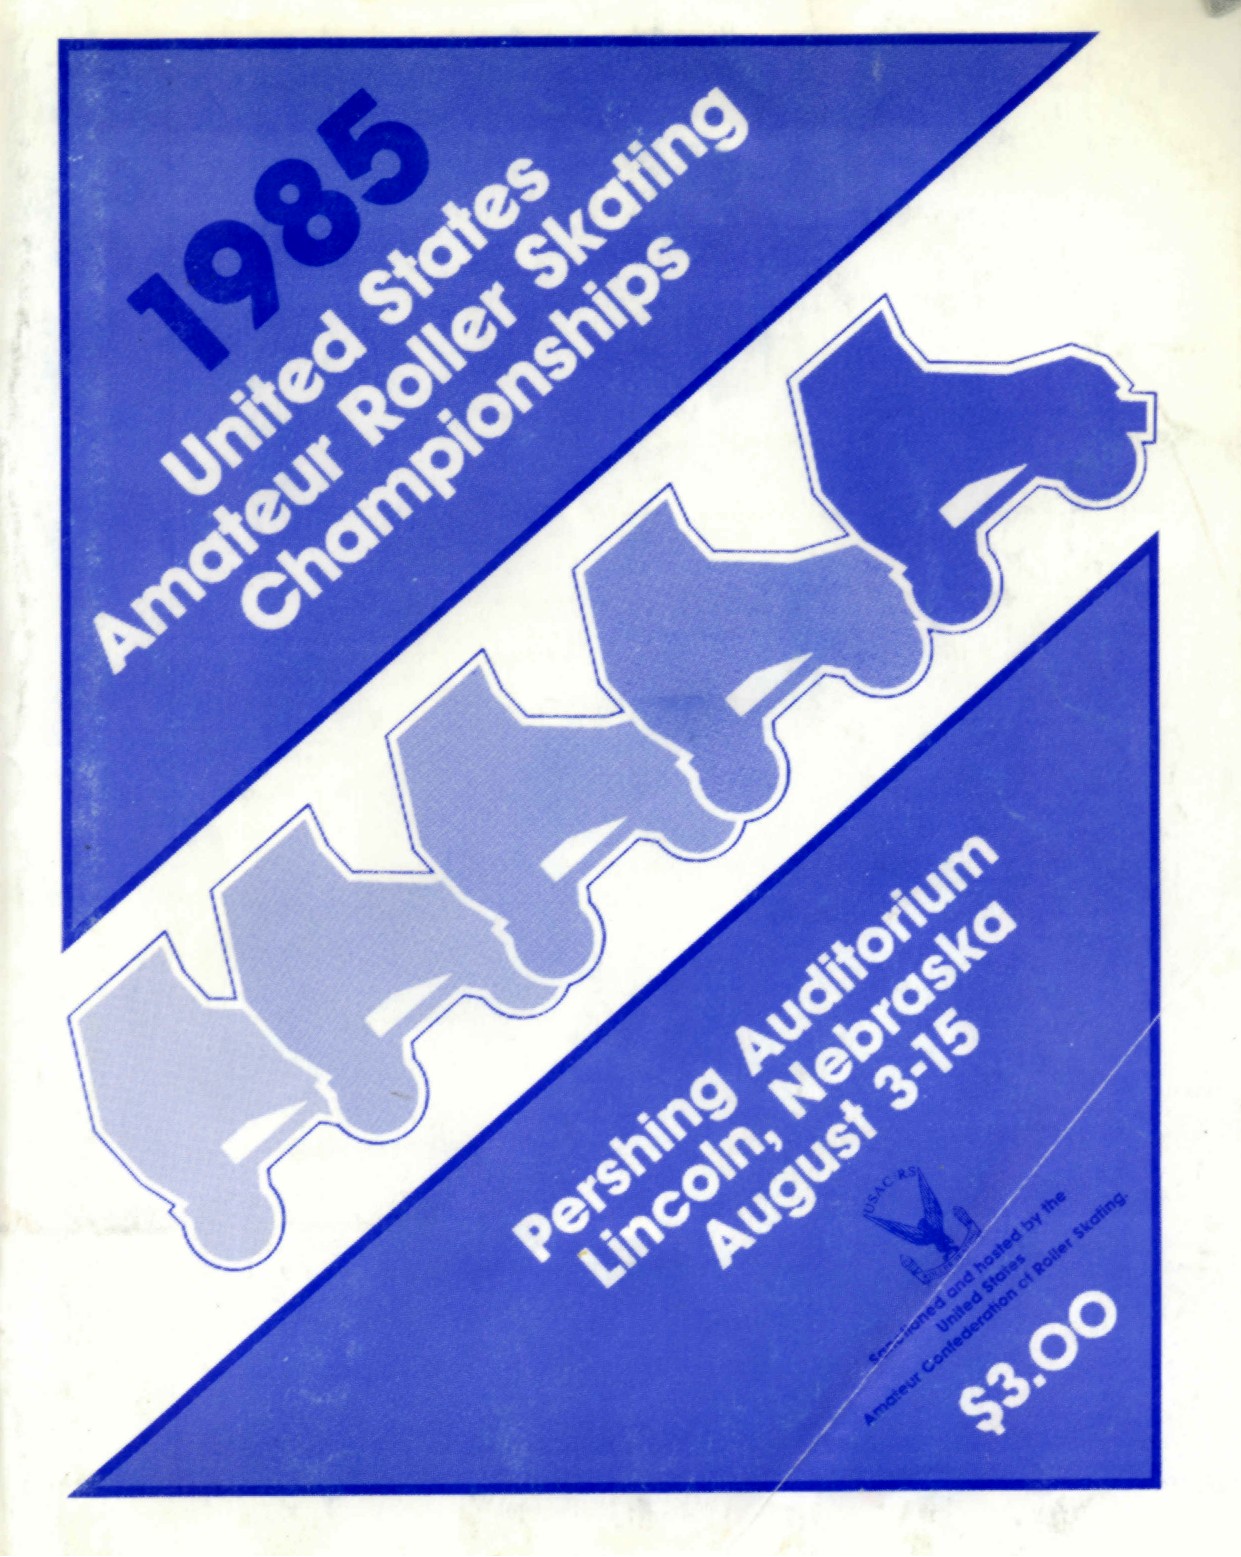 1985
United States
Amateur Roller Skating
Championships
Pershing Auditorium
Lincoln, Nebraska
August 3-15
USAC/RS
Sanctioned and hosted by the
United States
Amateur Confederation of Roller Skating.
$3.00